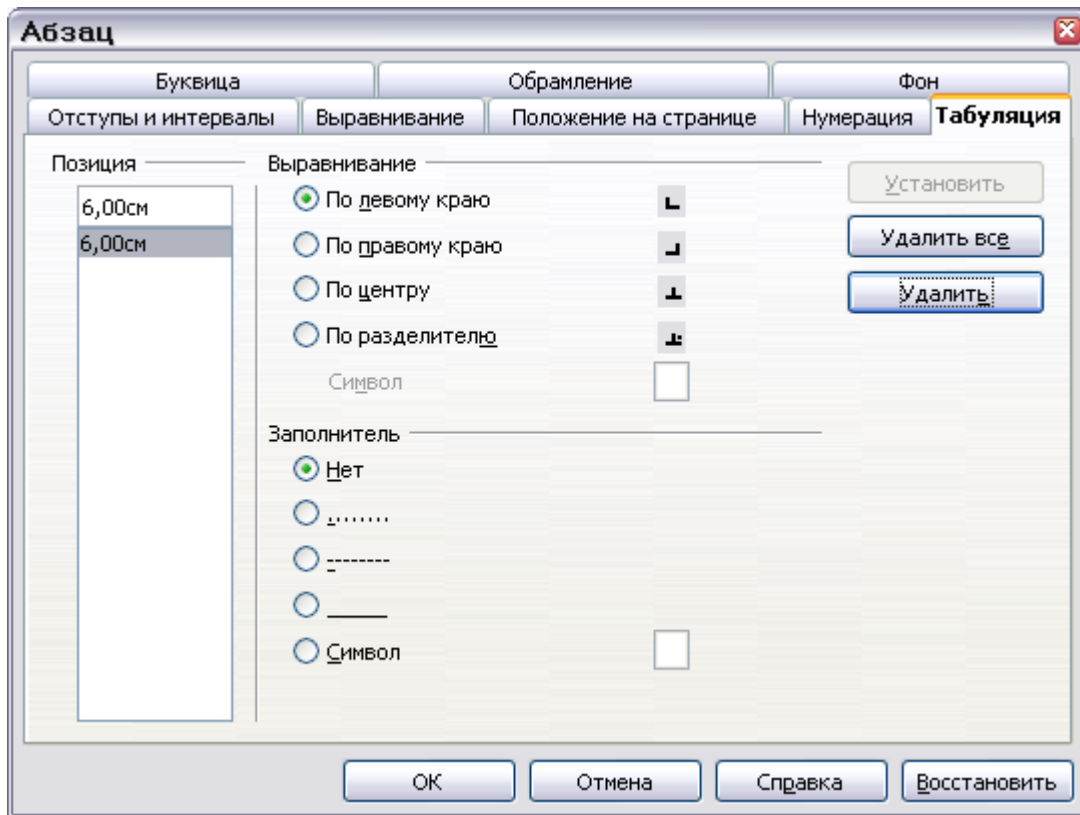 Абзац
Буквица Обрамление Фон
Отступы и интервалы Выравнивание Положение на странице Нумерация Табуляция
Позиция
6,00см
6,00см
Выравнивание
По левому краю
По правому краю
По центру
По разделителю
Символ
Заполнитель
Нет
.........
---------
______
Символ
Установить
Удалить все
Удалить
ОК Отмена Справка Восстановить